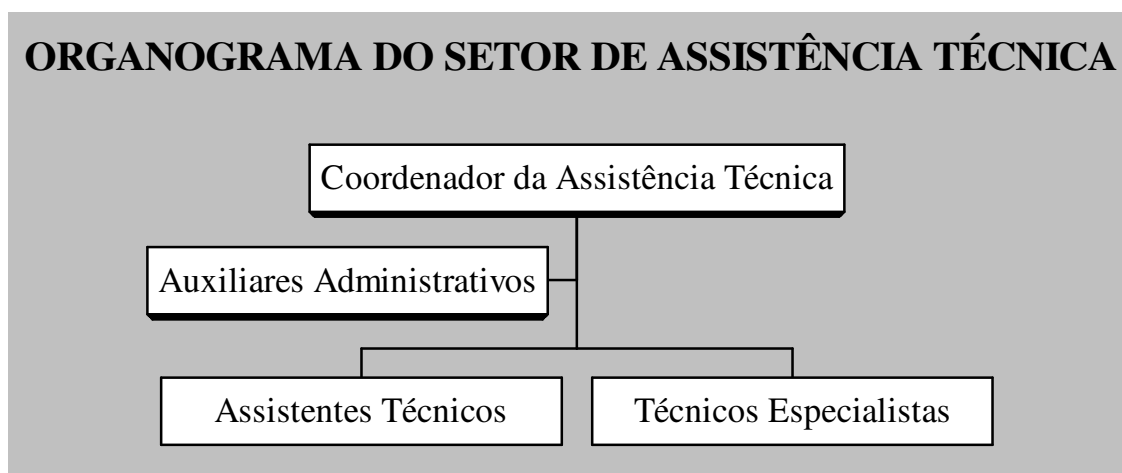 ORGANOGRAMA DO SETOR DE ASSISTÊNCIA TÉCNICA
Coordenador da Assistência Técnica
Auxiliares Administrativos
Assistentes Técnicos
Técnicos Especialistas